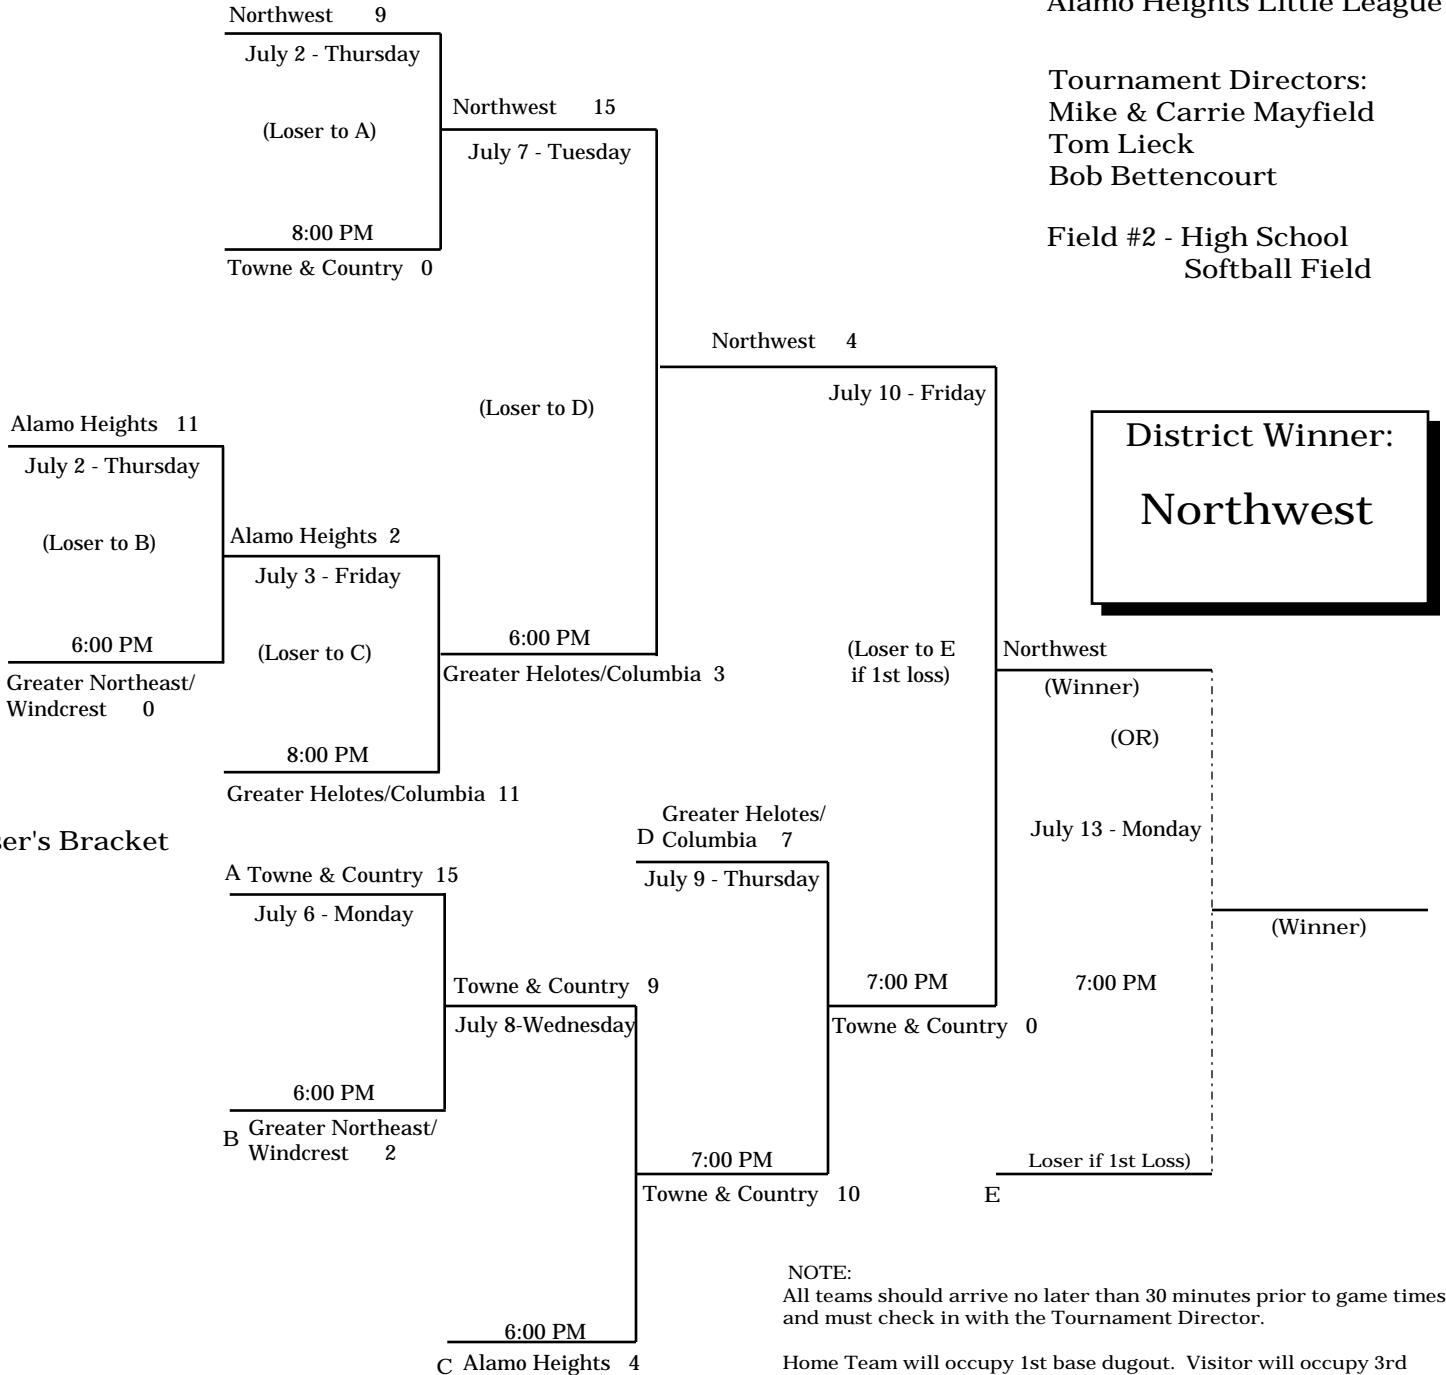 Alamo Heights Little League
Tournament Directors:
Mike & Carrie Mayfield
Tom Lieck
Bob Bettencourt
Field #2 - High School
Softball Field
Northwest 9
July 2 - Thursday
(Loser to A)
8:00 PM
Towne & Country 0
Northwest 15
July 7 - Tuesday
(Loser to D)
6:00 PM
Greater Helotes/Columbia 3
Alamo Heights 11
July 2 - Thursday
(Loser to B)
6:00 PM
Greater Northeast/
Windcrest 0
Alamo Heights 2
July 3 - Friday
(Loser to C)
8:00 PM
Greater Helotes/Columbia 11
Northwest 4
July 10 - Friday
(Loser to E
if 1st loss)
7:00 PM
Towne & Country 0
District Winner:
Northwest
Northwest
(Winner)
(OR)
July 13 - Monday
7:00 PM
Loser if 1st Loss)
E
(Winner)
er's Bracket
A Towne & Country 15
July 6 - Monday
6:00 PM
B Greater Northeast/
Windcrest 2
Towne & Country 9
July 8-Wednesday
6:00 PM
C Alamo Heights 4
D Greater Helotes/
Columbia 7
July 9 - Thursday
7:00 PM
Towne & Country 10
NOTE:
All teams should arrive no later than 30 minutes prior to game times
and must check in with the Tournament Director.
Home Team will occupy 1st base dugout. Visitor will occupy 3rd